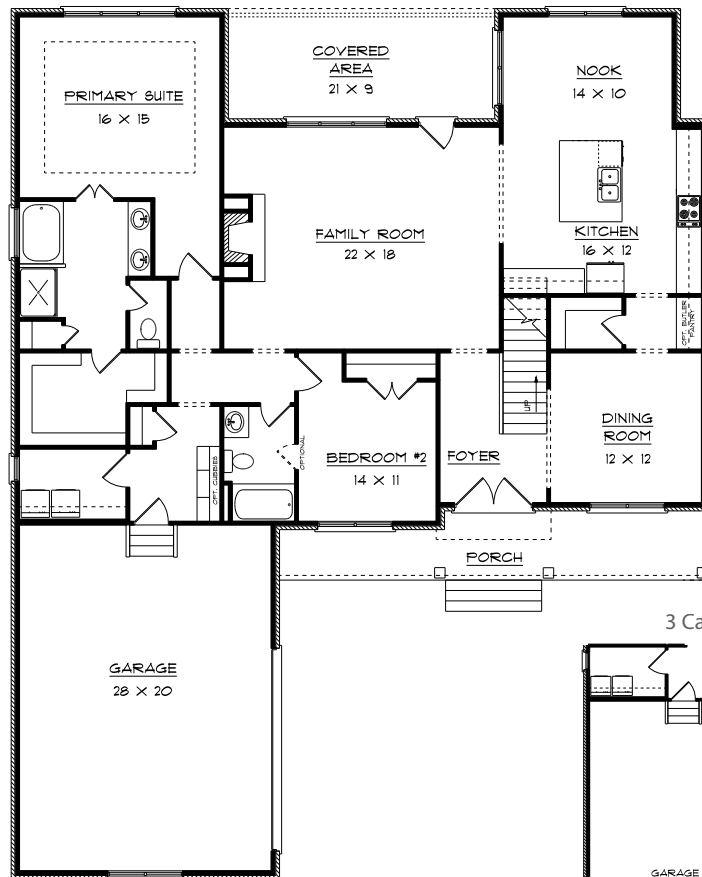 COVERED
AREA
21 X 9
NOOK
14 X 10
PRIMARY SUITE
16 X 15
FAMILY ROOM
22 X 18
KITCHEN
16 X 12
OPT. BUTLER
PANTRY
UP
DINING
ROOM
12 X 12
OPTIONAL
BEDROOM #2
14 X 11
FOYER
OPT. CUBBIES
PORCH
3 Ca
GARAGE
28 X 20
GARAGE